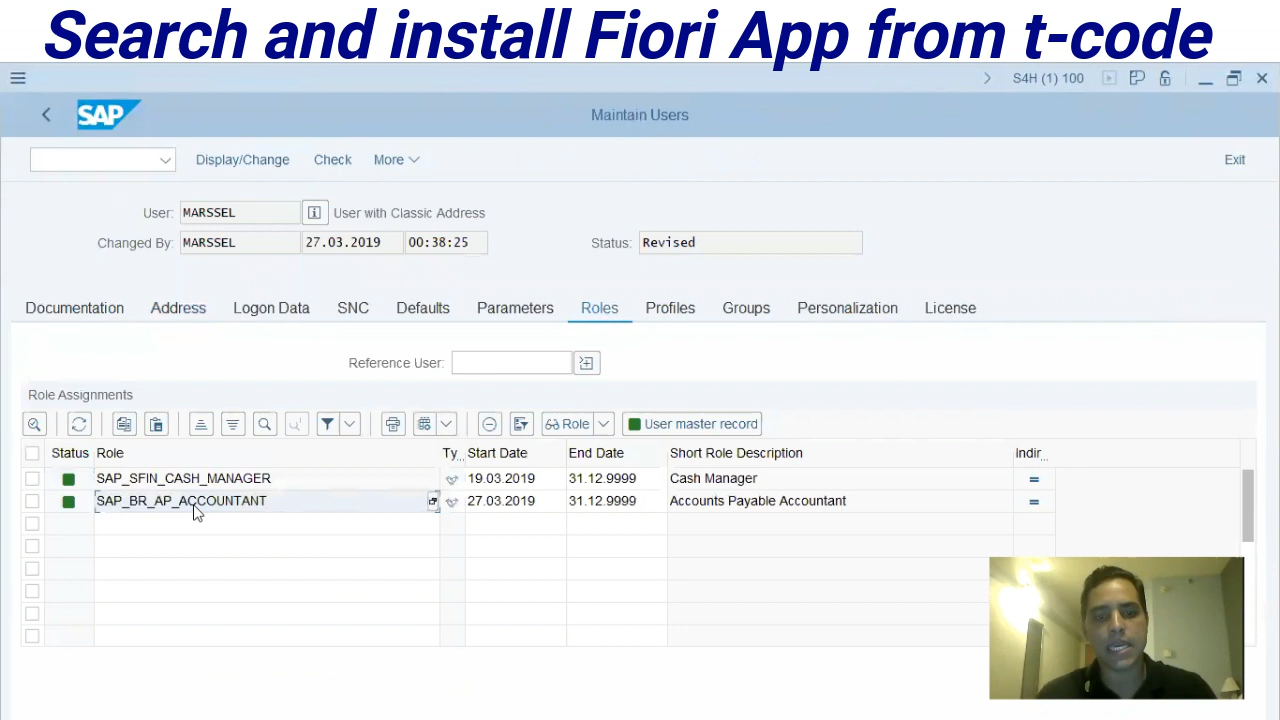 Search and install Fiori App from t-code
S4H (1) 100
SAP
Maintain Users
Display/Change Check More Exit
User: MARSSEL User with Classic Address
Changed By: MARSSEL 27.03.2019 00:38:25 Status: Revised
Documentation Address Logon Data SNC Defaults Parameters Roles Profiles Groups Personalization License
Reference User:
Role Assignments
Role User master record
Status Role Ty... Start Date End Date Short Role Description Indir...
SAP_SFIN_CASH_MANAGER 19.03.2019 31.12.9999 Cash Manager
SAP_BR_AP_ACCOUNTANT 27.03.2019 31.12.9999 Accounts Payable Accountant